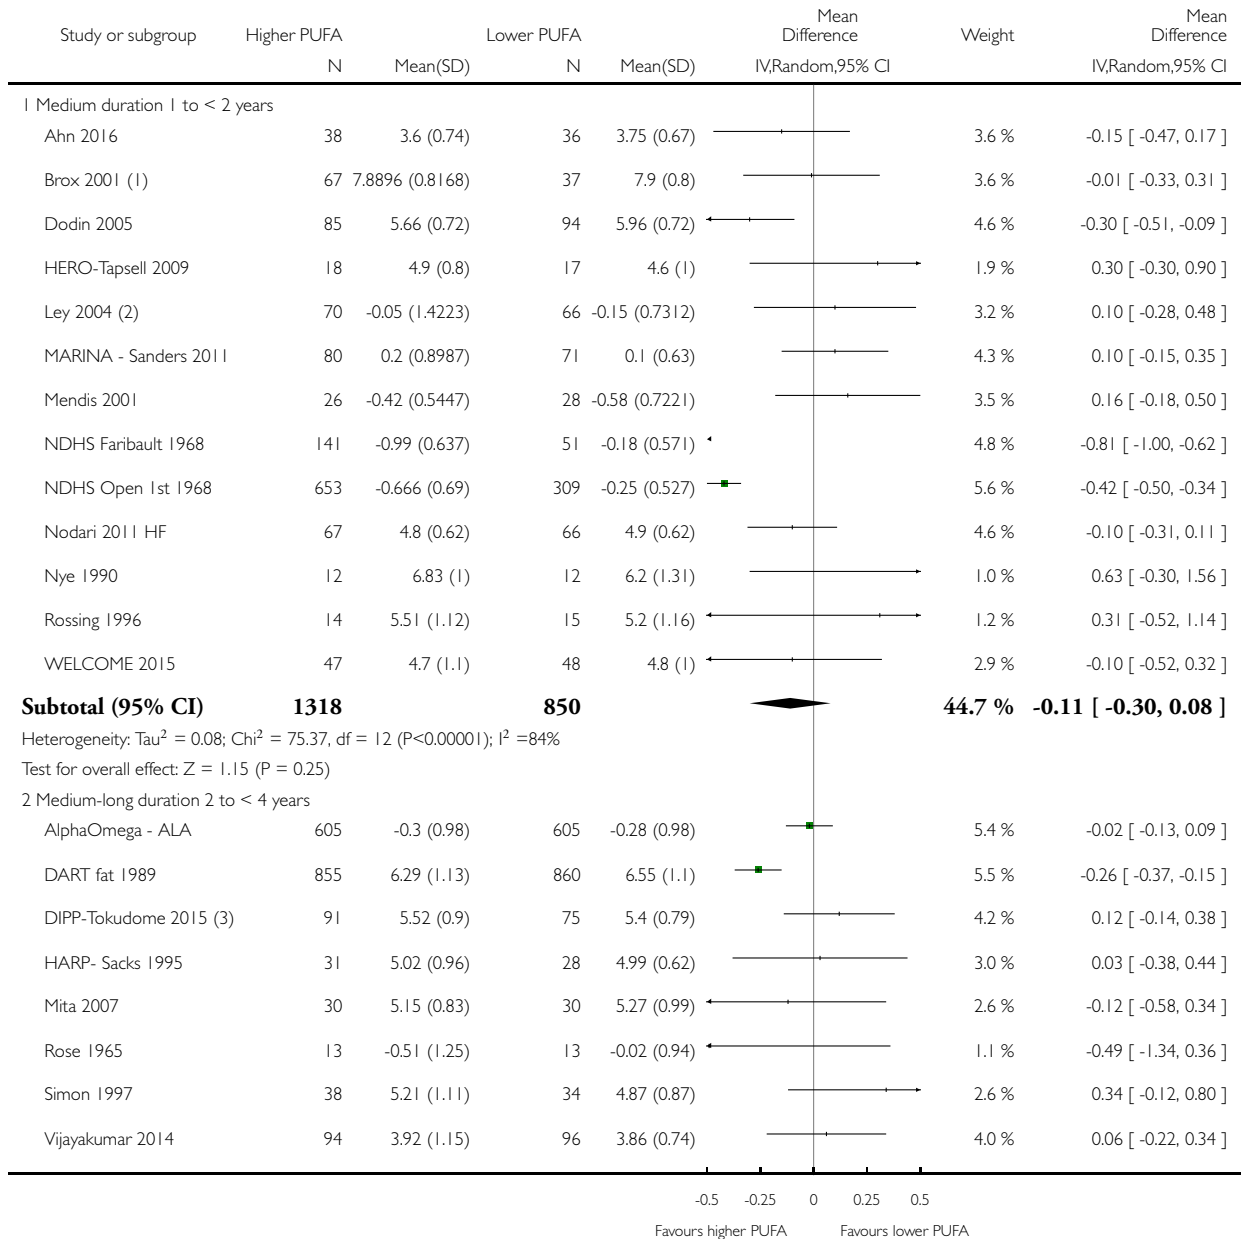 Study or subgroup Higher PUFA Lower PUFA Mean Difference Weight Mean Difference
N Mean(SD) N Mean(SD) IV,Random,95% CI IV,Random,95% CI
1 Medium duration 1 to < 2 years
Ahn 2016 38 3.6 (0.74) 36 3.75 (0.67) 3.6 % -0.15 [ -0.47, 0.17 ]
Brox 2001 (1) 67 7.8896 (0.8168) 37 7.9 (0.8) 3.6 % -0.01 [ -0.33, 0.31 ]
Dodin 2005 85 5.66 (0.72) 94 5.96 (0.72) 4.6 % -0.30 [ -0.51, -0.09 ]
HERO-Tapsell 2009 18 4.9 (0.8) 17 4.6 (1) 1.9 % 0.30 [ -0.30, 0.90 ]
Ley 2004 (2) 70 -0.05 (1.4223) 66 -0.15 (0.7312) 3.2 % 0.10 [ -0.28, 0.48 ]
MARINA - Sanders 2011 80 0.2 (0.8987) 71 0.1 (0.63) 4.3 % 0.10 [ -0.15, 0.35 ]
Mendis 2001 26 -0.42 (0.5447) 28 -0.58 (0.7221) 3.5 % 0.16 [ -0.18, 0.50 ]
NDHS Faribault 1968 141 -0.99 (0.637) 51 -0.18 (0.571) 4.8 % -0.81 [ -1.00, -0.62 ]
NDHS Open 1st 1968 653 -0.666 (0.69) 309 -0.25 (0.527) 5.6 % -0.42 [ -0.50, -0.34 ]
Nodari 2011 HF 67 4.8 (0.62) 66 4.9 (0.62) 4.6 % -0.10 [ -0.31, 0.11 ]
Nye 1990 12 6.83 (1) 12 6.2 (1.31) 1.0 % 0.63 [ -0.30, 1.56 ]
Rossing 1996 14 5.51 (1.12) 15 5.2 (1.16) 1.2 % 0.31 [ -0.52, 1.14 ]
WELCOME 2015 47 4.7 (1.1) 48 4.8 (1) 2.9 % -0.10 [ -0.52, 0.32 ]
Subtotal (95% CI) 1318 850 44.7 % -0.11 [ -0.30, 0.08 ]
Heterogeneity: Tau² = 0.08; Chi² = 75.37, df = 12 (P<0.00001); I² =84%
Test for overall effect: Z = 1.15 (P = 0.25)
2 Medium-long duration 2 to < 4 years
AlphaOmega - ALA 605 -0.3 (0.98) 605 -0.28 (0.98) 5.4 % -0.02 [ -0.13, 0.09 ]
DART fat 1989 855 6.29 (1.13) 860 6.55 (1.1) 5.5 % -0.26 [ -0.37, -0.15 ]
DIPP-Tokudome 2015 (3) 91 5.52 (0.9) 75 5.4 (0.79) 4.2 % 0.12 [ -0.14, 0.38 ]
HARP- Sacks 1995 31 5.02 (0.96) 28 4.99 (0.62) 3.0 % 0.03 [ -0.38, 0.44 ]
Mita 2007 30 5.15 (0.83) 30 5.27 (0.99) 2.6 % -0.12 [ -0.58, 0.34 ]
Rose 1965 13 -0.51 (1.25) 13 -0.02 (0.94) 1.1 % -0.49 [ -1.34, 0.36 ]
Simon 1997 38 5.21 (1.11) 34 4.87 (0.87) 2.6 % 0.34 [ -0.12, 0.80 ]
Vijayakumar 2014 94 3.92 (1.15) 96 3.86 (0.74) 4.0 % 0.06 [ -0.22, 0.34 ]
-0.5 -0.25 0 0.25 0.5
Favours higher PUFA Favours lower PUFA